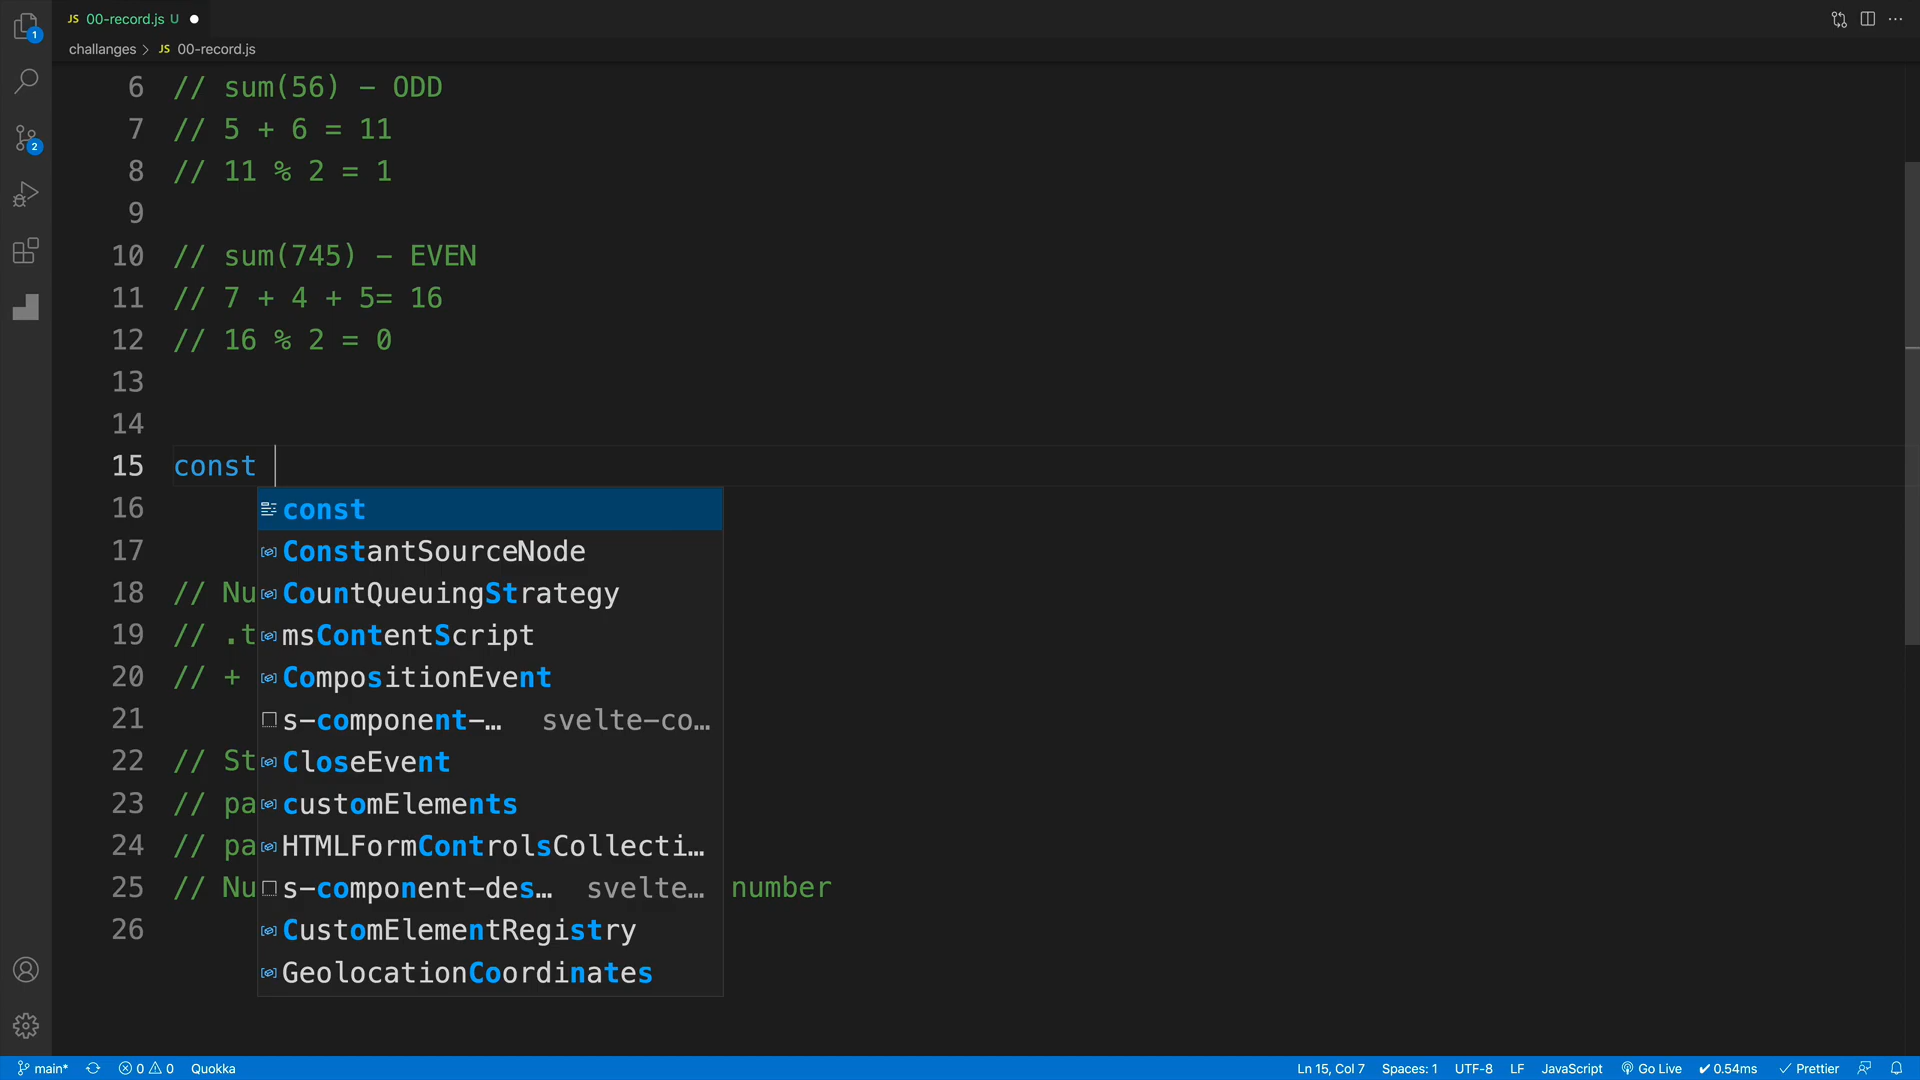 1
JS 00-record.js U
challanges > JS 00-record.js
2
6 // sum(56) - ODD
7 // 5 + 6 = 11
8 // 11 % 2 = 1
9
10 // sum(745) - EVEN
11 // 7 + 4 + 5= 16
12 // 16 % 2 = 0
13
14
15 const
16 const
17 ConstantSourceNode
18 // Nu CountQueuingStrategy
19 // .t msContentScript
20 // + CompositionEvent
21 s-component-… svelte-co…
22 // St CloseEvent
23 // pa customElements
24 // pa HTMLFormControlsCollecti…
25 // Nu s-component-des… svelte… number
26 CustomElementRegistry
GeolocationCoordinates
main* 0 0 Quokka Ln 15, Col 7 Spaces: 1 UTF-8 LF JavaScript Go Live ✓ 0.54ms ✓ Prettier